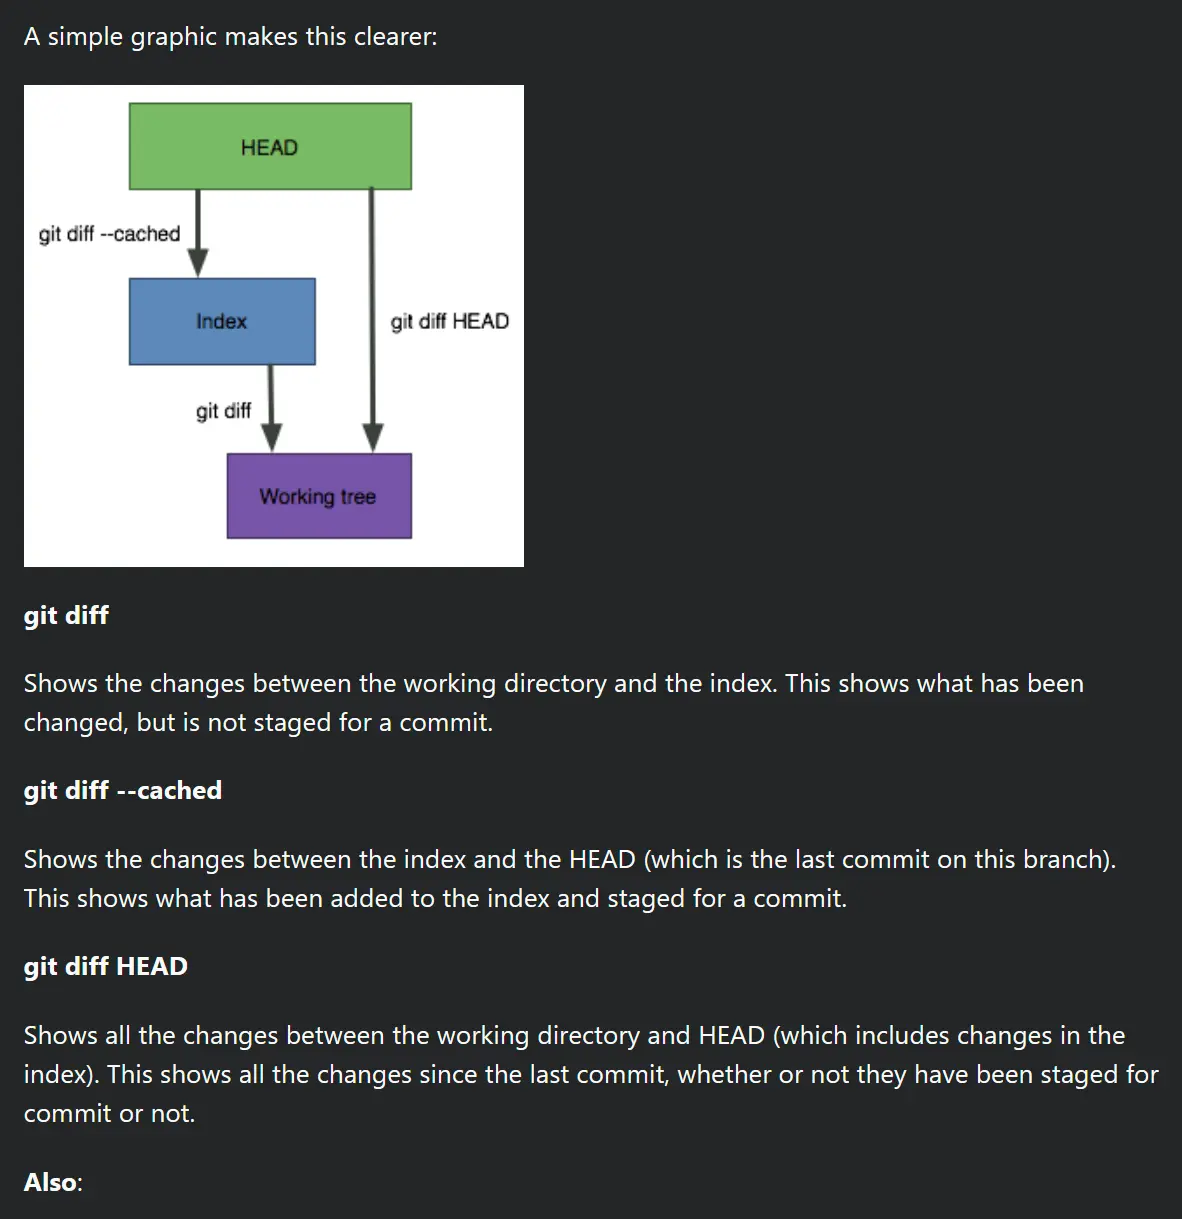 A simple graphic makes this clearer:
HEAD
git diff --cached
Index
git diff HEAD
git diff
Working tree
git diff
Shows the changes between the working directory and the index. This shows what has been
changed, but is not staged for a commit.
git diff --cached
Shows the changes between the index and the HEAD (which is the last commit on this branch).
This shows what has been added to the index and staged for a commit.
git diff HEAD
Shows all the changes between the working directory and HEAD (which includes changes in the
index). This shows all the changes since the last commit, whether or not they have been staged for
commit or not.
Also: